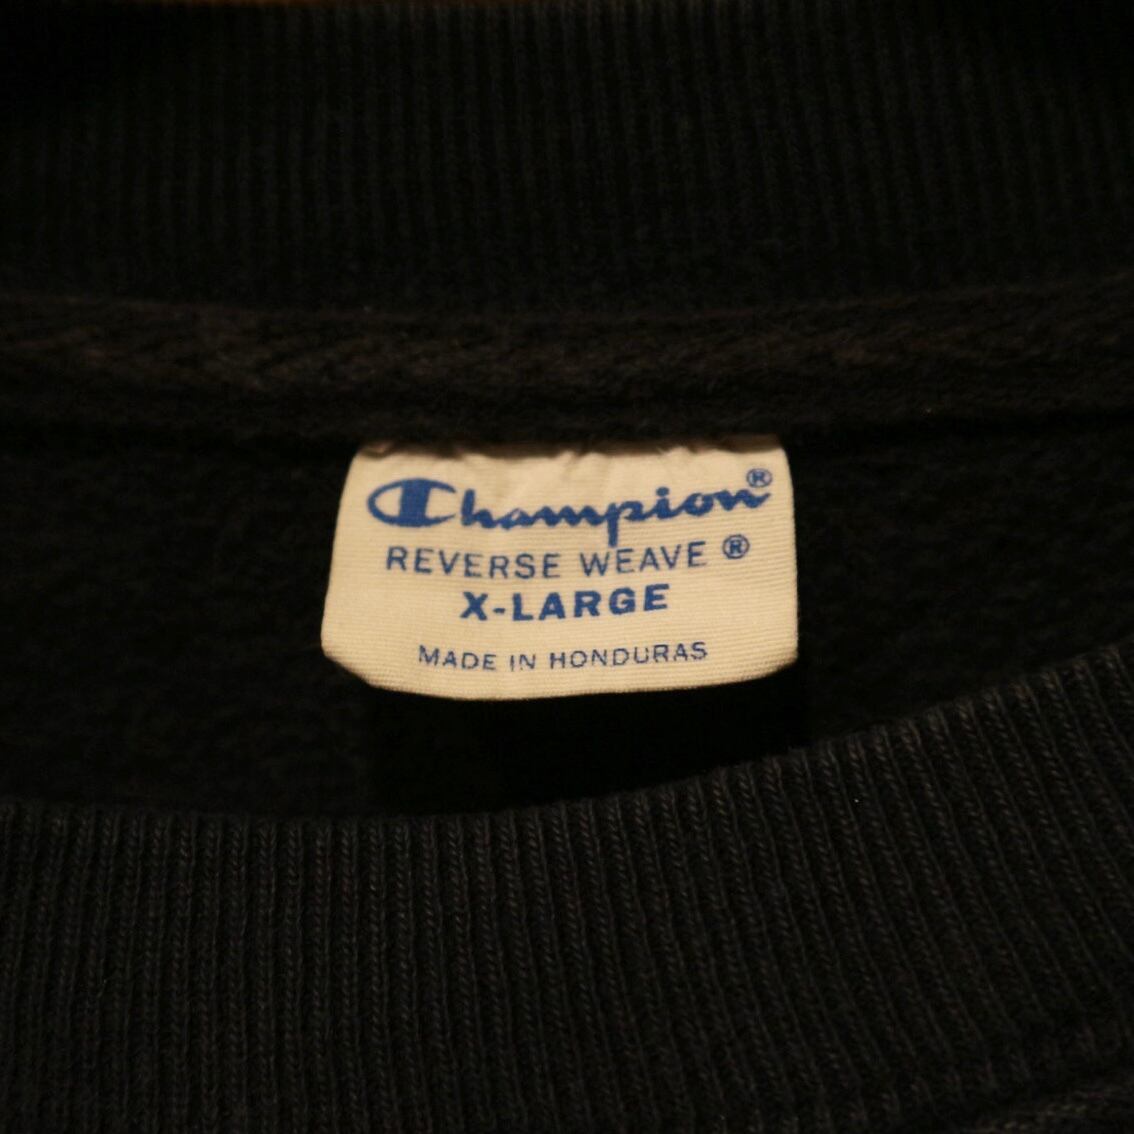 Champion®
REVERSE WEAVE ®
X-LARGE
MADE IN HONDURAS